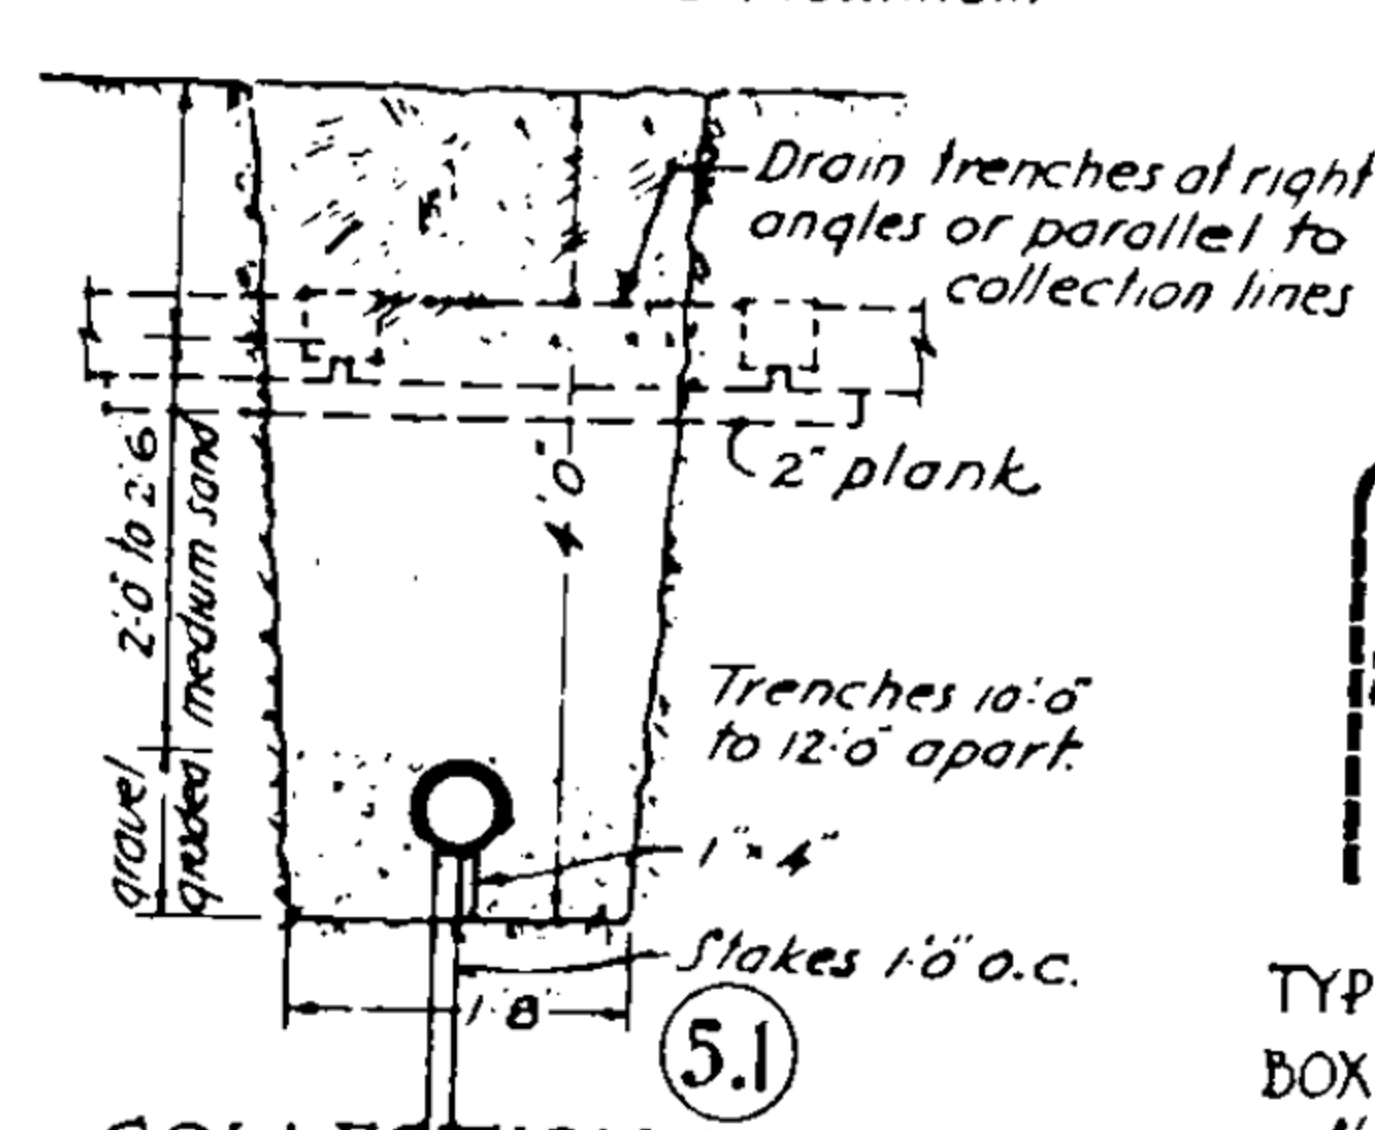 Drain trenches at right
angles or parallel to
collection lines
2" plank
2'·0" to 2'·6
medium sand
4'0"
Trenches 10'·0"
to 12'·0" apart.
gravel
graded
1" × 4"
Stakes 1'·0" O.C.
1·8
5.1
TYP
BOX